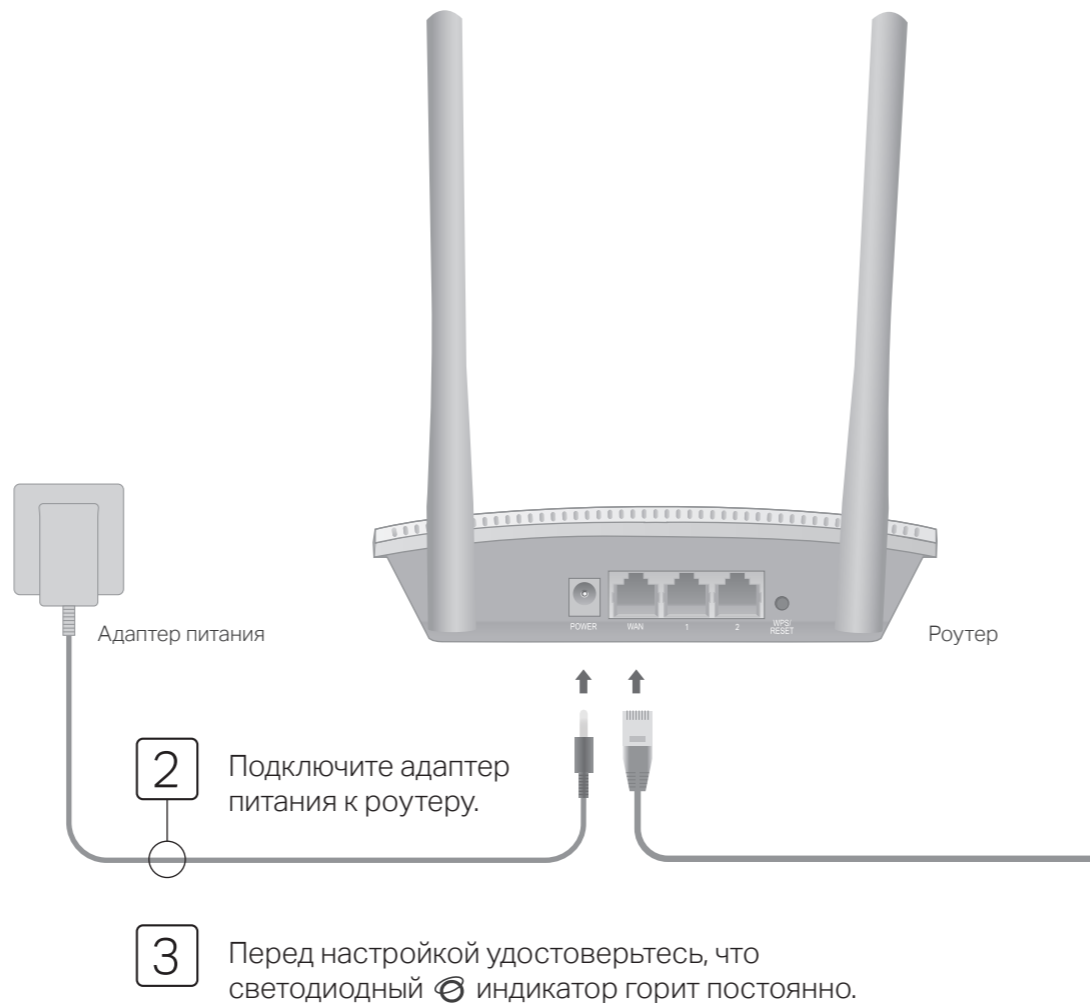 POWER
WAN
1
2
WPS/
RESET
Адаптер питания
Роутер
2
Подключите адаптер
питания к роутеру.
3
Перед настройкой удостоверьтесь, что
светодиодный индикатор горит постоянно.